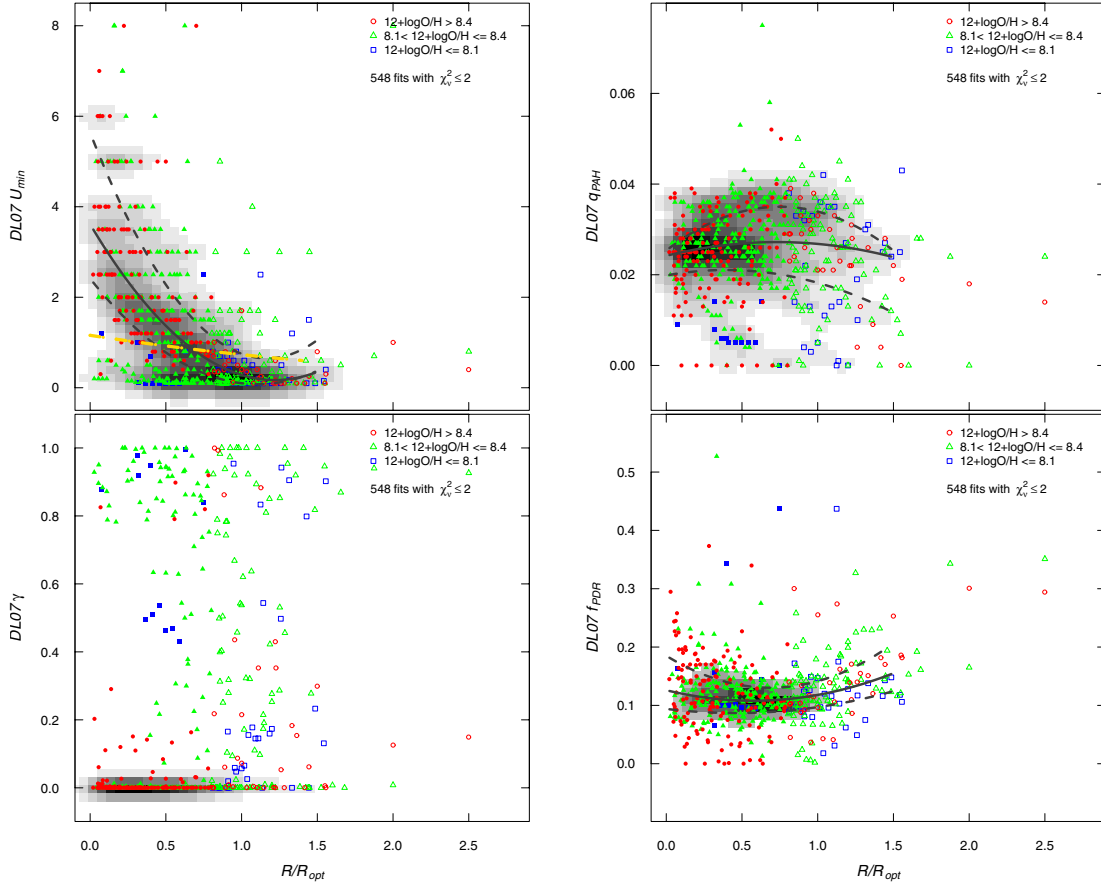 8
6
4
2
0
DL07 Umin
12+logO/H > 8.4
8.1< 12+logO/H <= 8.4
12+logO/H <= 8.1
548 fits with χ²ᵥ ≤ 2
0.08
0.06
0.04
0.02
0.00
DL07 qPAH
12+logO/H > 8.4
8.1< 12+logO/H <= 8.4
12+logO/H <= 8.1
548 fits with χ²ᵥ ≤ 2
1.0
0.8
0.6
0.4
0.2
0.0
DL07 γ
12+logO/H > 8.4
8.1< 12+logO/H <= 8.4
12+logO/H <= 8.1
548 fits with χ²ᵥ ≤ 2
0.0 0.5 1.0 1.5 2.0 2.5
R/Ropt
0.5
0.4
0.3
0.2
0.1
0.0
DL07 fPDR
12+logO/H > 8.4
8.1< 12+logO/H <= 8.4
12+logO/H <= 8.1
548 fits with χ²ᵥ ≤ 2
0.0 0.5 1.0 1.5 2.0 2.5
R/Ropt